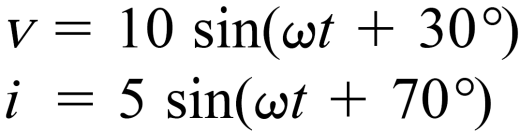 v = 10 sin(ωt + 30°)
i = 5 sin(ωt + 70°)